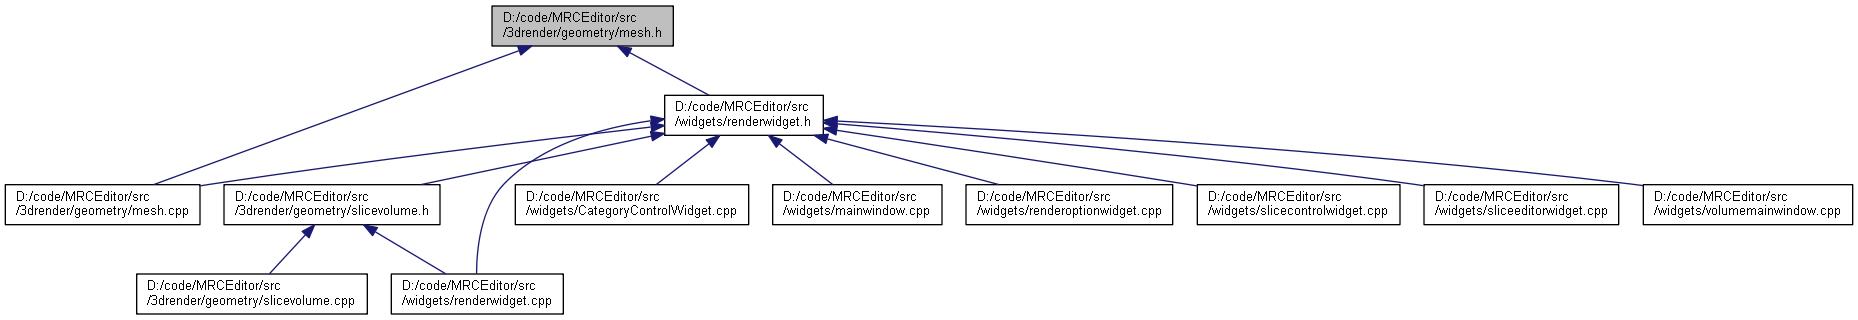 D:/code/MRCEditor/src
/3drender/geometry/mesh.h
D:/code/MRCEditor/src
/widgets/renderwidget.h
D:/code/MRCEditor/src
/3drender/geometry/mesh.cpp
D:/code/MRCEditor/src
/3drender/geometry/slicevolume.h
D:/code/MRCEditor/src
/widgets/CategoryControlWidget.cpp
D:/code/MRCEditor/src
/widgets/mainwindow.cpp
D:/code/MRCEditor/src
/widgets/renderoptionwidget.cpp
D:/code/MRCEditor/src
/widgets/slicecontrolwidget.cpp
D:/code/MRCEditor/src
/widgets/sliceeditorwidget.cpp
D:/code/MRCEditor/src
/widgets/volumemainwindow.cpp
D:/code/MRCEditor/src
/3drender/geometry/slicevolume.cpp
D:/code/MRCEditor/src
/widgets/renderwidget.cpp